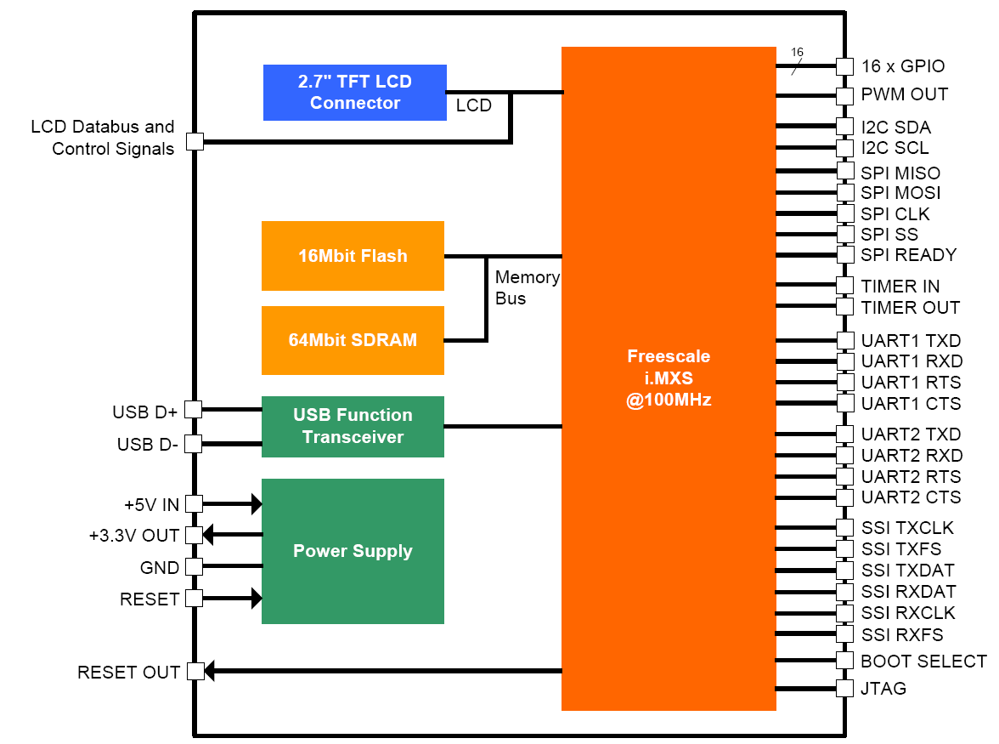 2.7" TFT LCD
Connector
LCD
LCD Databus and
Control Signals
16Mbit Flash
Memory
Bus
64Mbit SDRAM
USB D+
USB D-
USB Function
Transceiver
+5V IN
+3.3V OUT
GND
RESET
Power Supply
RESET OUT
Freescale
i.MXS
@100MHz
16
16 x GPIO
PWM OUT
I2C SDA
I2C SCL
SPI MISO
SPI MOSI
SPI CLK
SPI SS
SPI READY
TIMER IN
TIMER OUT
UART1 TXD
UART1 RXD
UART1 RTS
UART1 CTS
UART2 TXD
UART2 RXD
UART2 RTS
UART2 CTS
SSI TXCLK
SSI TXFS
SSI TXDAT
SSI RXDAT
SSI RXCLK
SSI RXFS
BOOT SELECT
JTAG